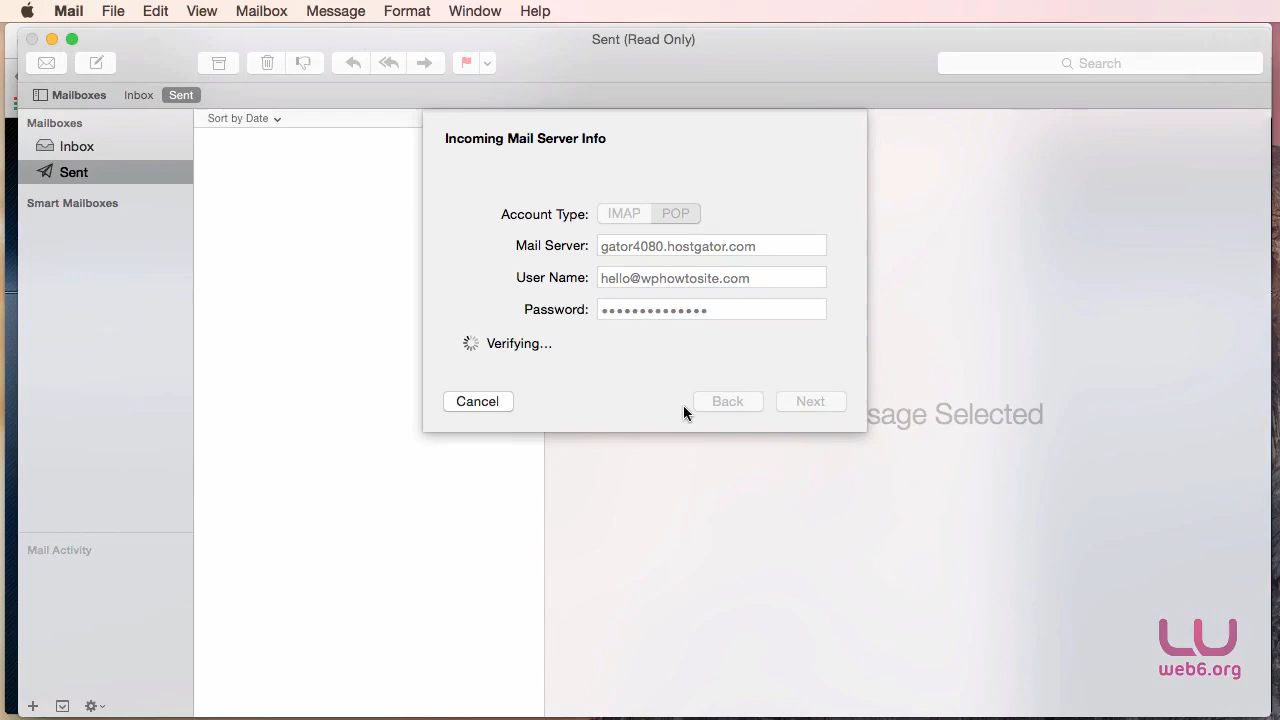 Mail File Edit View Mailbox Message Format Window Help
Sent (Read Only)
Search
Mailboxes Inbox Sent
Mailboxes
Inbox
Sent
Smart Mailboxes
Sort by Date
Incoming Mail Server Info
Account Type: IMAP POP
Mail Server: gator4080.hostgator.com
User Name: hello@wphowtosite.com
Password: ••••••••••••••
Verifying...
Cancel Back Next
sage Selected
Mail Activity
web6.org